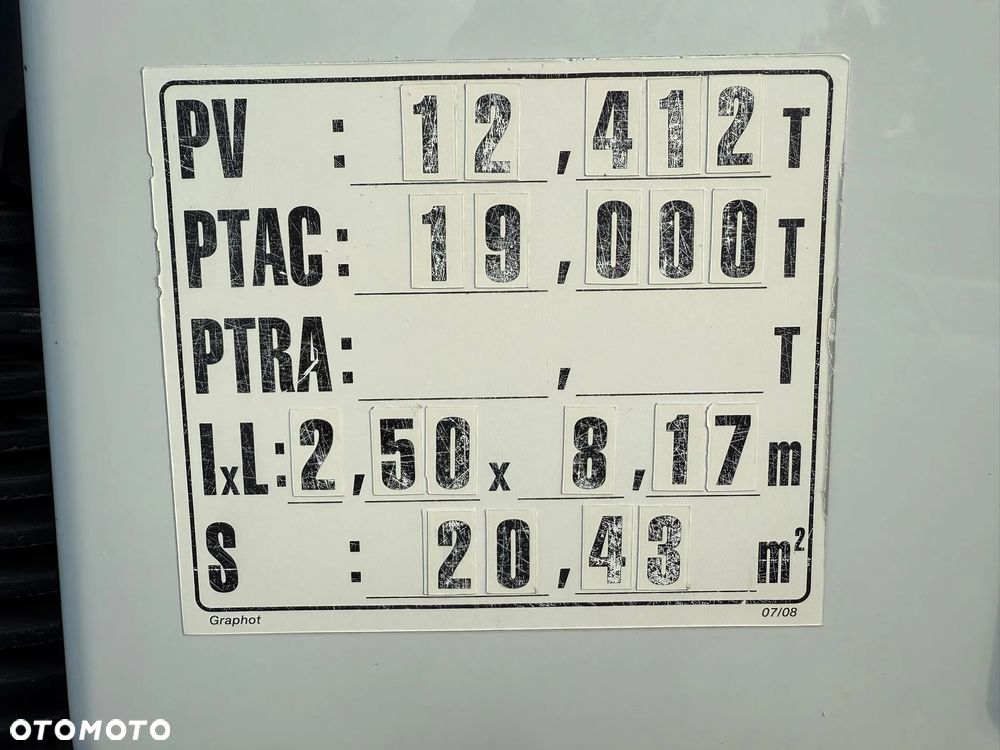 PV : 12,412 T
PTAC: 19,000 T
PTRA: , T
lxL: 2,50 x 8,17 m
S : 20,43 m²
Graphot 07/08
OTOMOTO